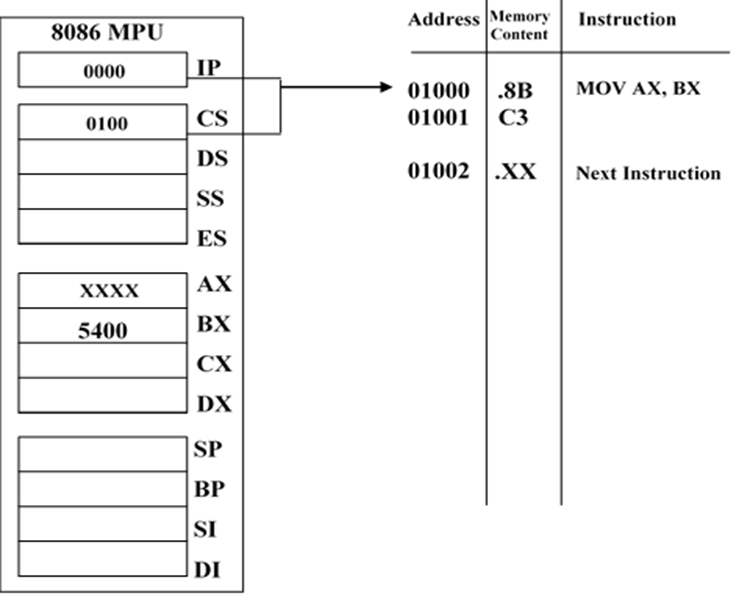 8086 MPU
0000 IP
0100 CS
DS
SS
ES
XXXX AX
5400 BX
CX
DX
SP
BP
SI
DI
Address Memory Content Instruction
01000 .8B MOV AX, BX
01001 C3
01002 .XX Next Instruction